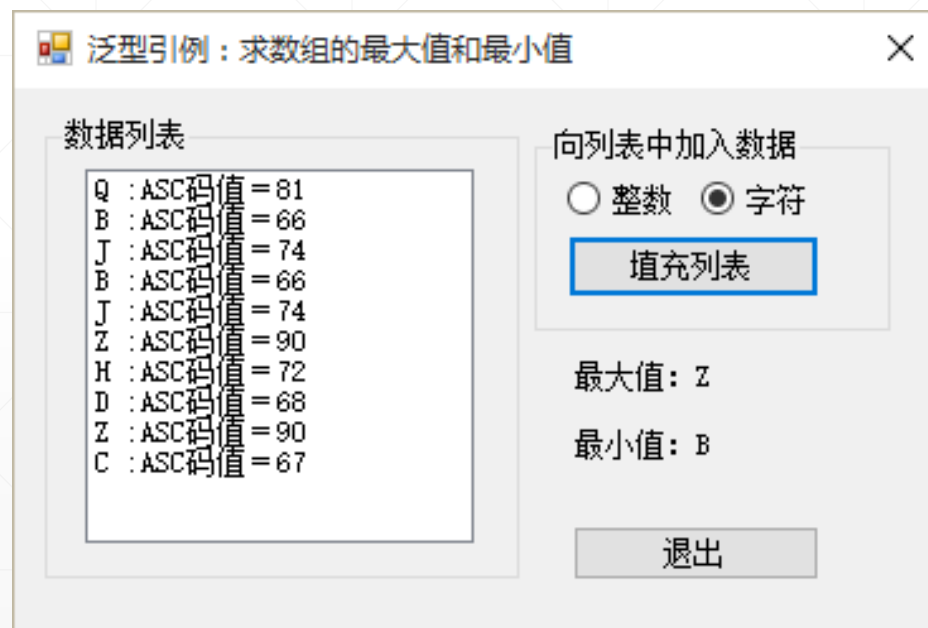 泛型引例：求数组的最大值和最小值
数据列表
Q :ASC码值＝81
B :ASC码值＝66
J :ASC码值＝74
B :ASC码值＝66
J :ASC码值＝74
Z :ASC码值＝90
H :ASC码值＝72
D :ASC码值＝68
Z :ASC码值＝90
C :ASC码值＝67
向列表中加入数据
整数 字符
填充列表
最大值: Z
最小值: B
退出